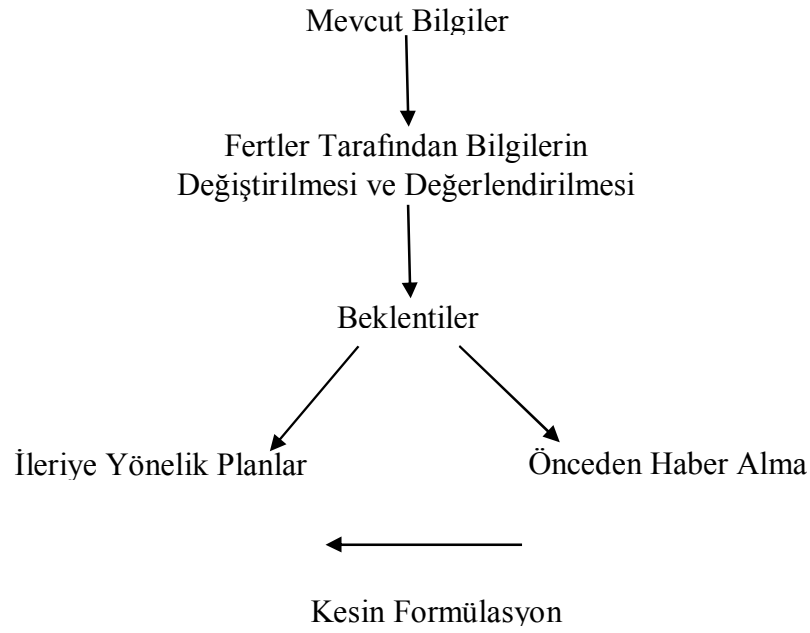 Mevcut Bilgiler
Fertler Tarafından Bilgilerin
Değiştirilmesi ve Değerlendirilmesi
Beklentiler
İleriye Yönelik Planlar
Önceden Haber Alma
Kesin Formülasyon